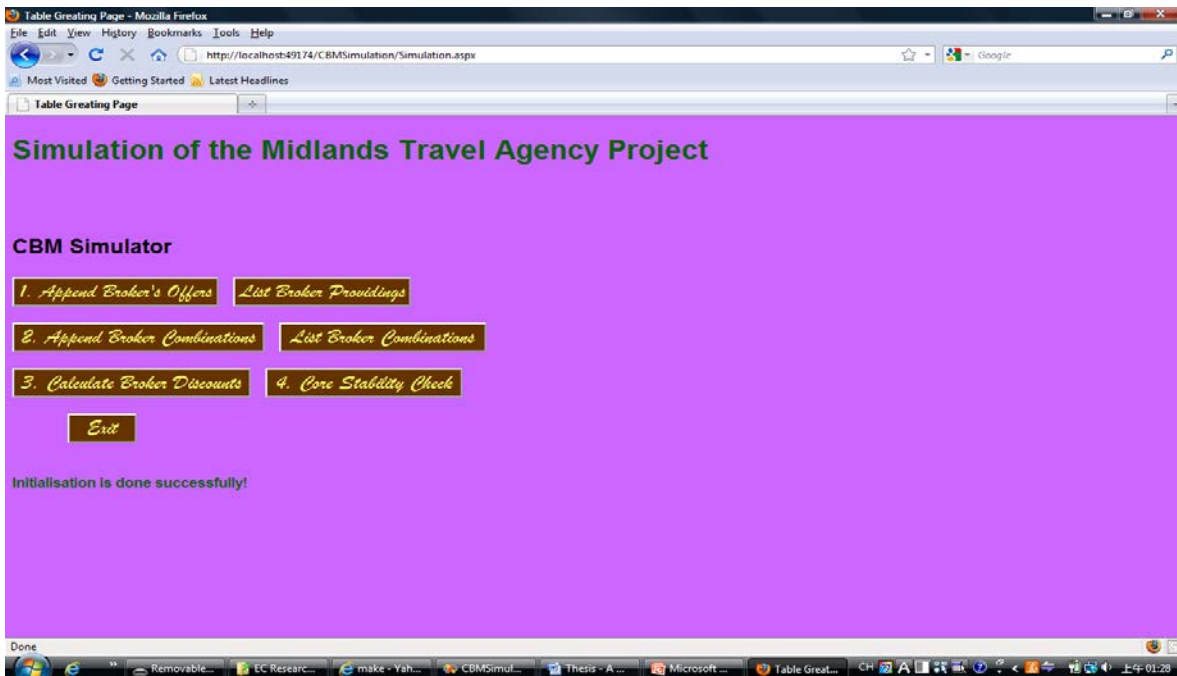 Table Greating Page - Mozilla Firefox
File Edit View History Bookmarks Tools Help
http://localhost:49174/CBMSimulation/Simulation.aspx
Google
Most Visited Getting Started Latest Headlines
Table Greating Page
Simulation of the Midlands Travel Agency Project
CBM Simulator
1. Append Broker's Offers List Broker Providings
2. Append Broker Combinations List Broker Combinations
3. Calculate Broker Discounts 4. Core Stability Check
Exit
Initialisation is done successfully!
Done
Removable... EC Researc... make - Yah... CBMSimul... Thesis - A ... Microsoft ... Table Great... CH A 上午 01:28